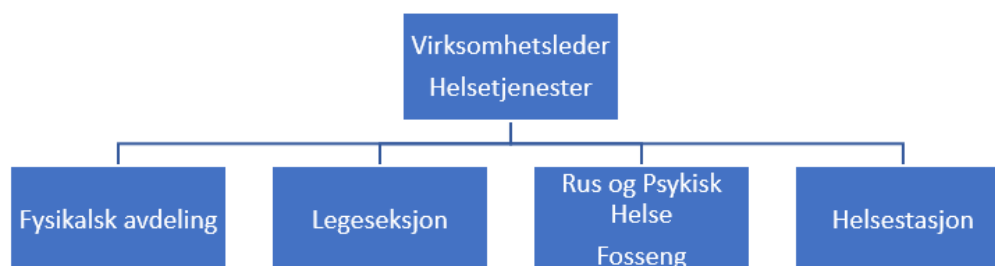 Virksomhetsleder
Helsetjenester
Fysikalsk avdeling
Legeseksjon
Rus og Psykisk
Helse
Fosseng
Helsestasjon